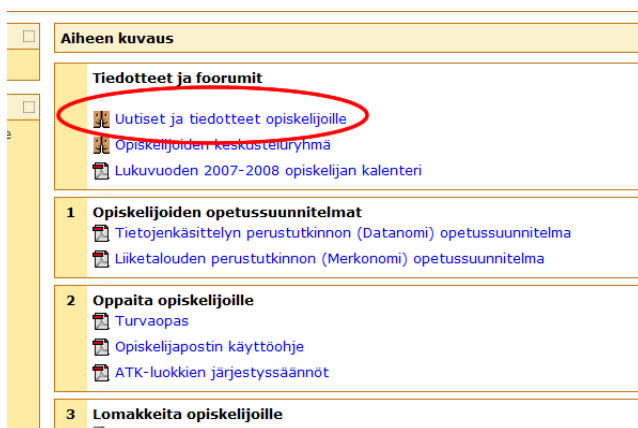 Aiheen kuvaus
Tiedotteet ja foorumit
Uutiset ja tiedotteet opiskelijoille
Opiskelijoiden keskusteluryhmä
Lukuvuoden 2007-2008 opiskelijan kalenteri
1 Opiskelijoiden opetussuunnitelmat
Tietojenkäsittelyn perustutkinnon (Datanomi) opetussuunnitelma
Liiketalouden perustutkinnon (Merkonomi) opetussuunnitelma
2 Oppaita opiskelijoille
Turvaopas
Opiskelijapostin käyttöohje
ATK-luokkien järjestyssäännöt
3 Lomakkeita opiskelijoille